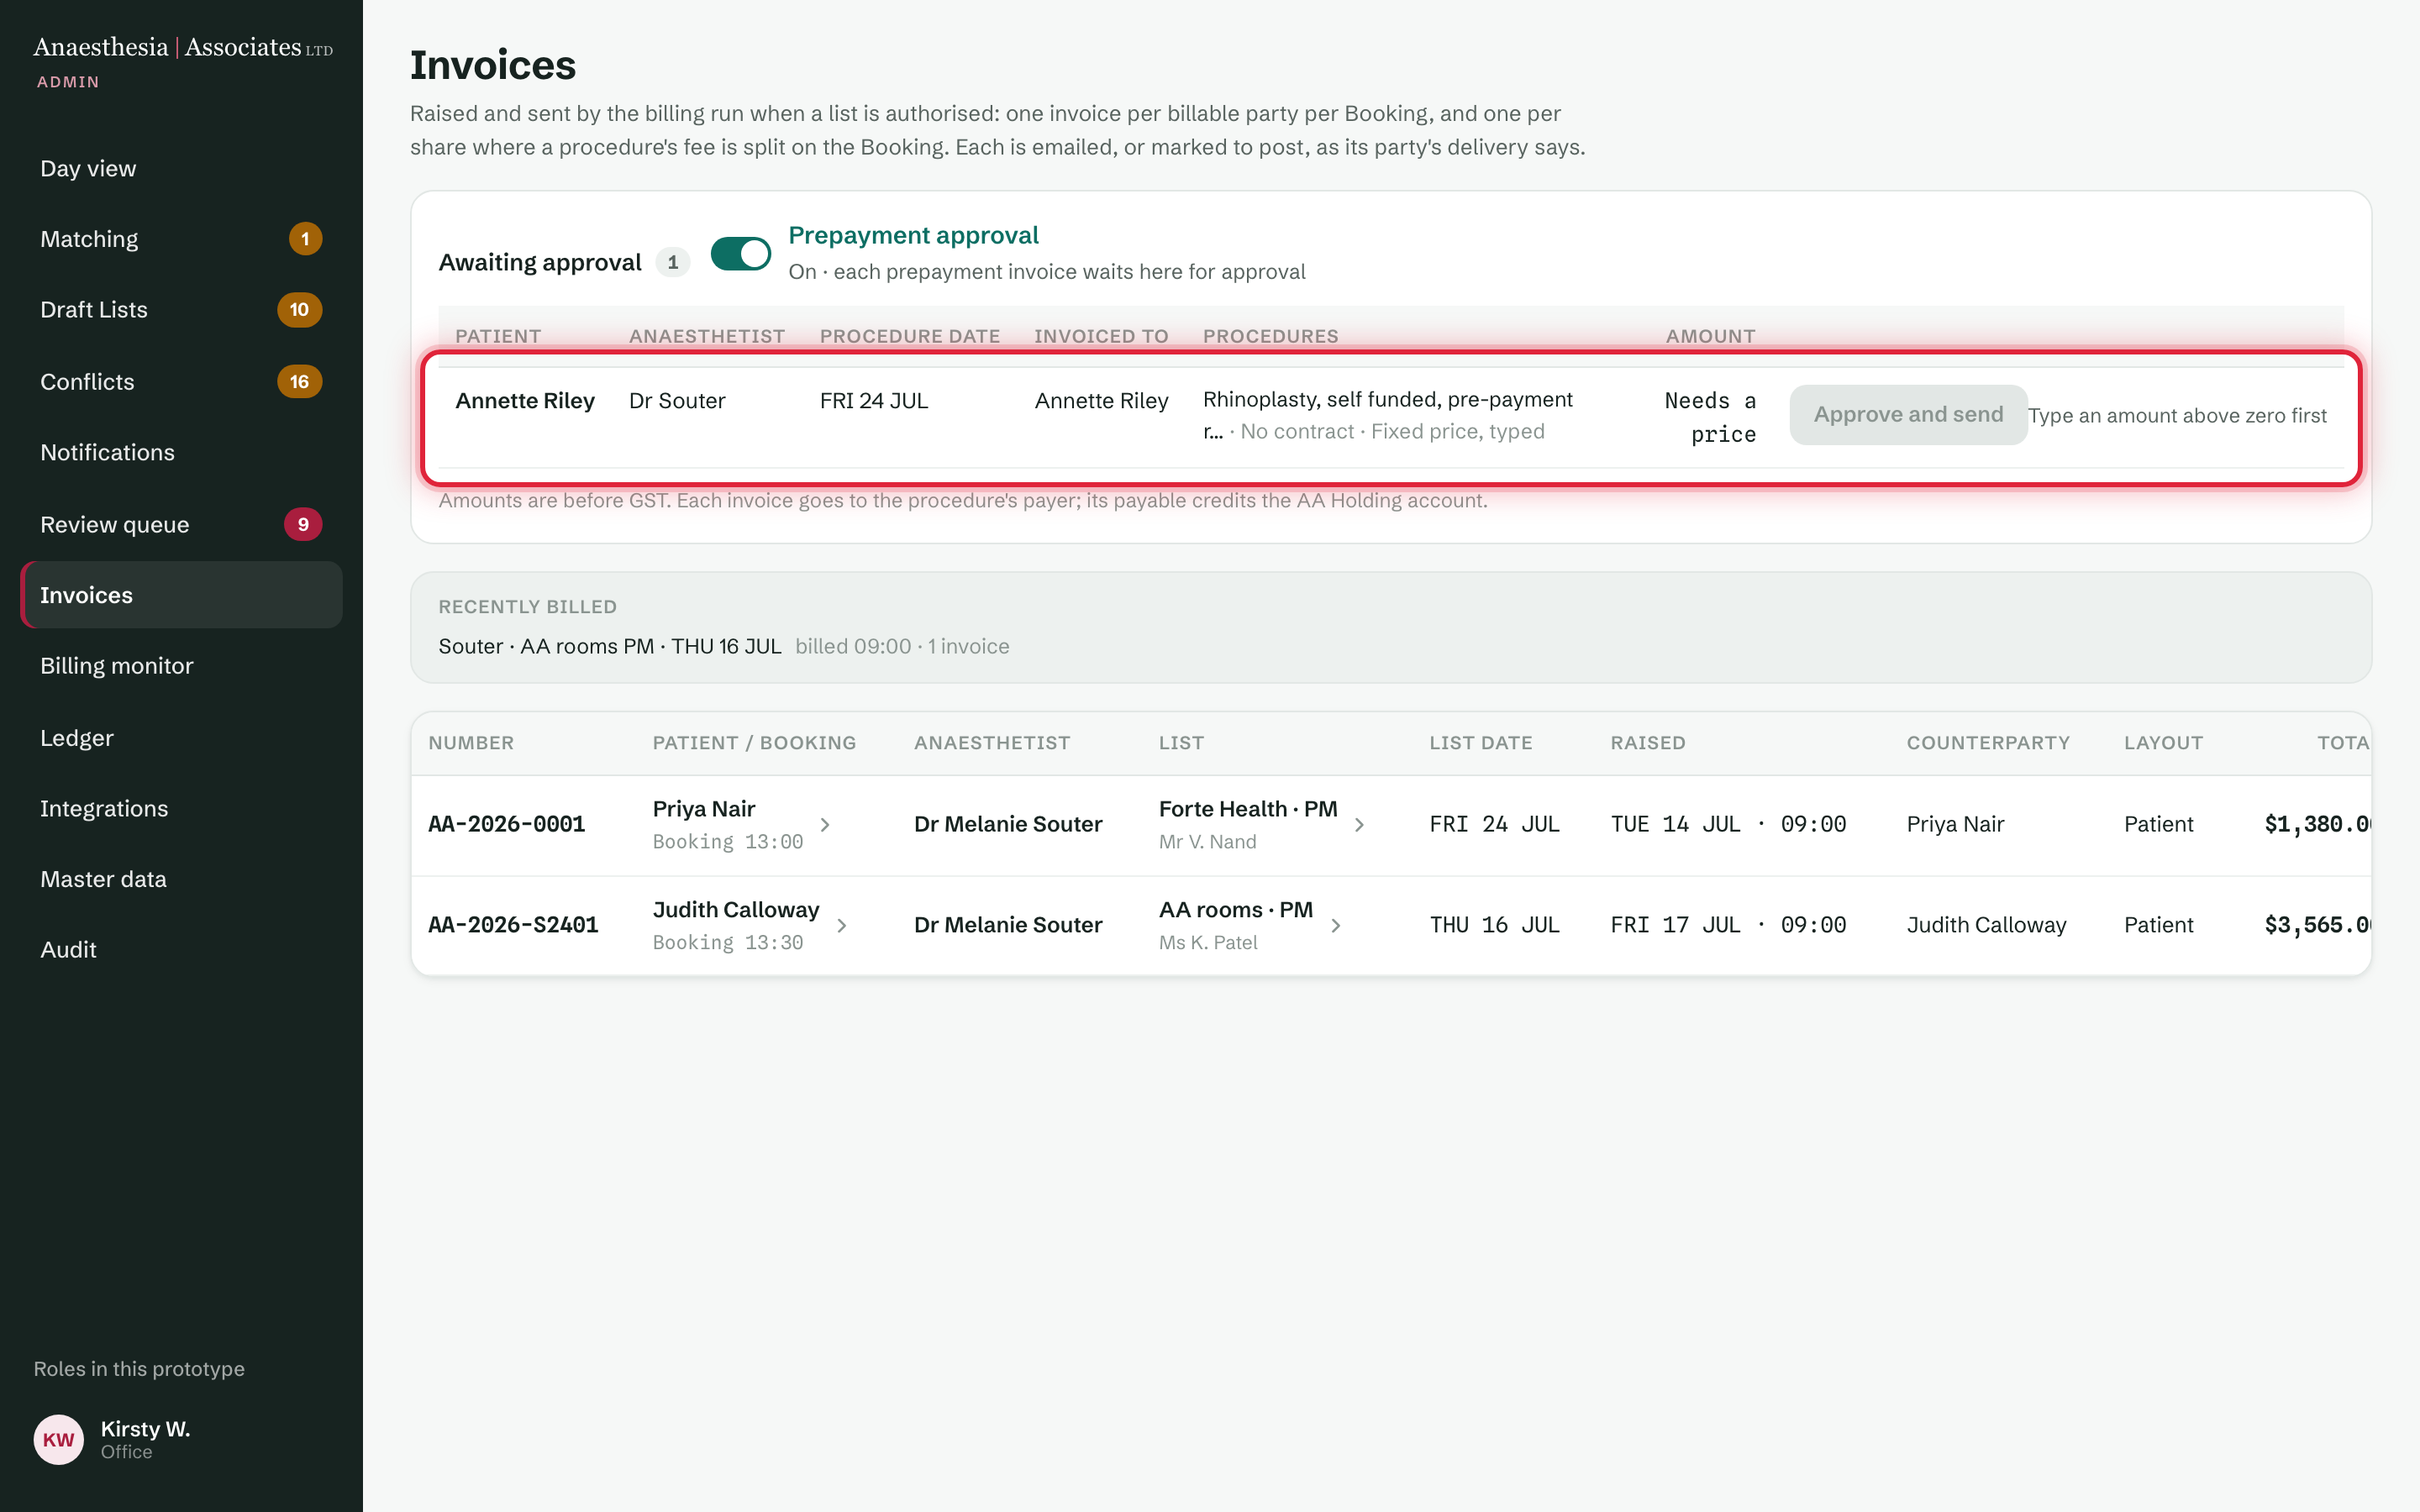 Anaesthesia | Associates LTD
ADMIN
Day view
Matching 1
Draft Lists 10
Conflicts 16
Notifications
Review queue 9
Invoices
Billing monitor
Ledger
Integrations
Master data
Audit
Roles in this prototype
KW
Kirsty W.
Office
Invoices
Raised and sent by the billing run when a list is authorised: one invoice per billable party per Booking, and one per
share where a procedure's fee is split on the Booking. Each is emailed, or marked to post, as its party's delivery says.
Awaiting approval 1
Prepayment approval
On · each prepayment invoice waits here for approval
PATIENT ANAESTHETIST PROCEDURE DATE INVOICED TO PROCEDURES AMOUNT
Annette Riley Dr Souter FRI 24 JUL Annette Riley Rhinoplasty, self funded, pre-payment Needs a Approve and send Type an amount above zero first
r... · No contract · Fixed price, typed price
Amounts are before GST. Each invoice goes to the procedure's payer; its payable credits the AA Holding account.
RECENTLY BILLED
Souter · AA rooms PM · THU 16 JUL billed 09:00 · 1 invoice
NUMBER PATIENT / BOOKING ANAESTHETIST LIST LIST DATE RAISED COUNTERPARTY LAYOUT TOTA
AA-2026-0001 Priya Nair Dr Melanie Souter Forte Health · PM FRI 24 JUL TUE 14 JUL · 09:00 Priya Nair Patient $1,380.0
Booking 13:00 Mr V. Nand
AA-2026-S2401 Judith Calloway Dr Melanie Souter AA rooms · PM THU 16 JUL FRI 17 JUL · 09:00 Judith Calloway Patient $3,565.0
Booking 13:30 Ms K. Patel